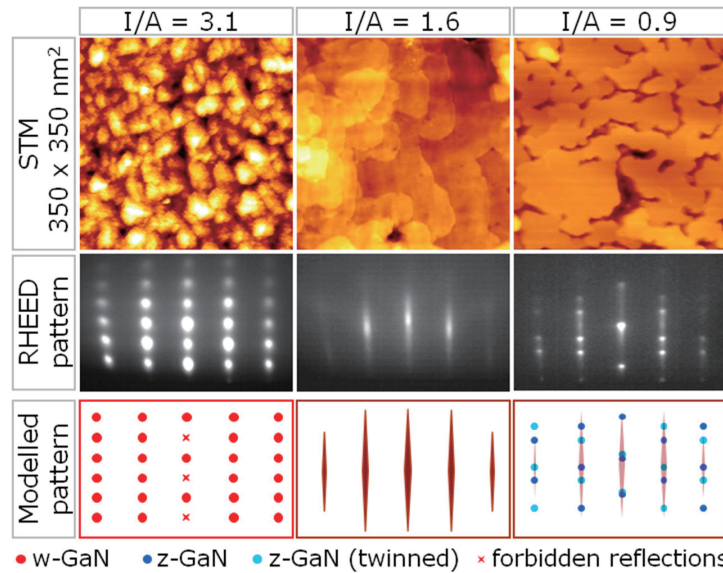 I/A = 3.1
I/A = 1.6
I/A = 0.9
STM
350 x 350 nm²
RHEED
pattern
Modelled
pattern
w-GaN
z-GaN
z-GaN (twinned)
× forbidden reflections